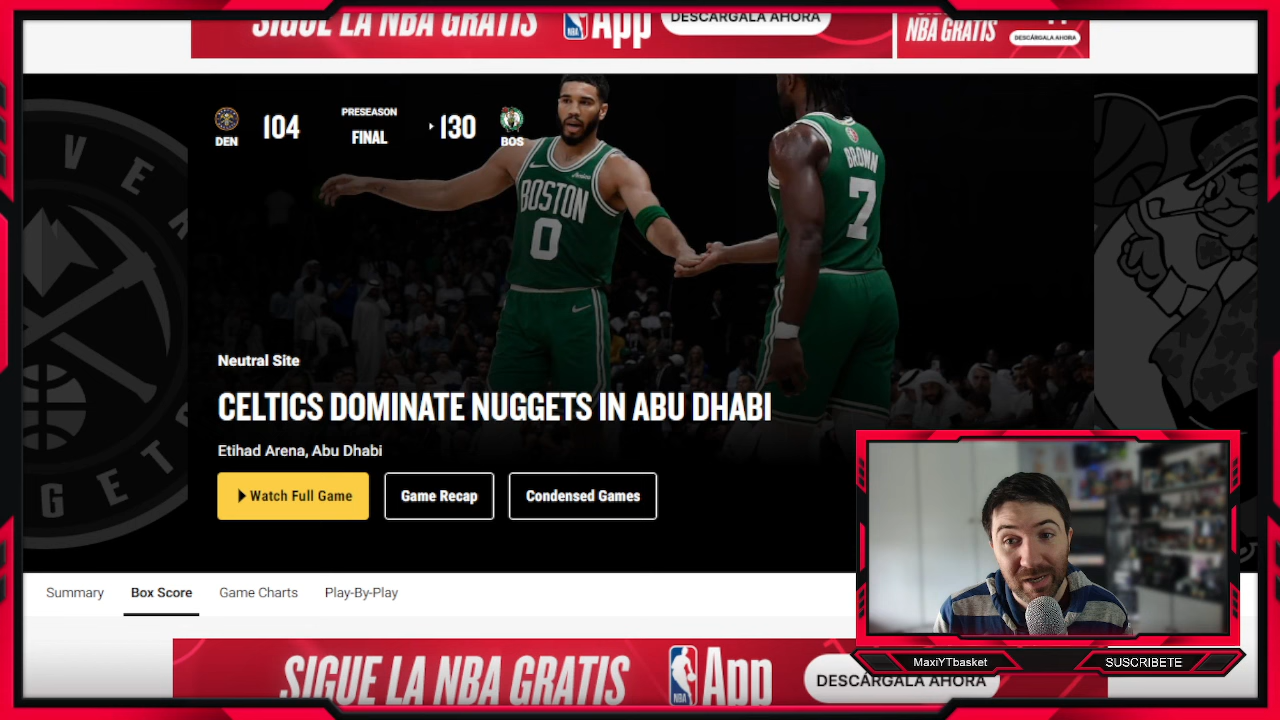 SIGUE LA NBA GRATIS
NBA
App
DESCÁRGALA AHORA
NBA GRATIS
DESCÁRGALA AHORA
DEN
104
PRESEASON
FINAL
130
BOS
BOSTON
0
BROWN
7
Neutral Site
CELTICS DOMINATE NUGGETS IN ABU DHABI
Etihad Arena, Abu Dhabi
Watch Full Game
Game Recap
Condensed Games
Summary
Box Score
Game Charts
Play-By-Play
SIGUE LA NBA GRATIS
NBA
App
DESCÁRGALA AHORA
MaxiYTbasket
SUSCRIBETE